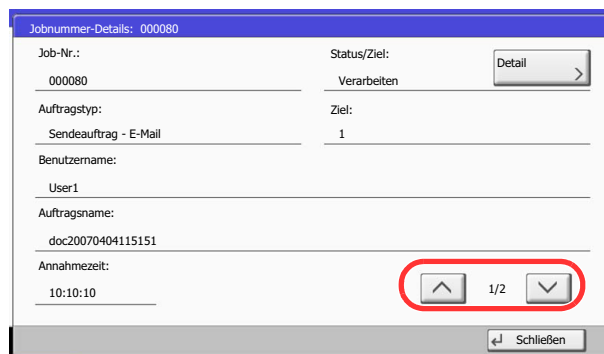 Jobnummer-Details: 000080
Job-Nr.:
000080
Status/Ziel:
Verarbeiten
Detail
Auftragstyp:
Sendeauftrag - E-Mail
Ziel:
1
Benutzername:
User1
Auftragsname:
doc20070404115151
Annahmezeit:
10:10:10
1/2
Schließen